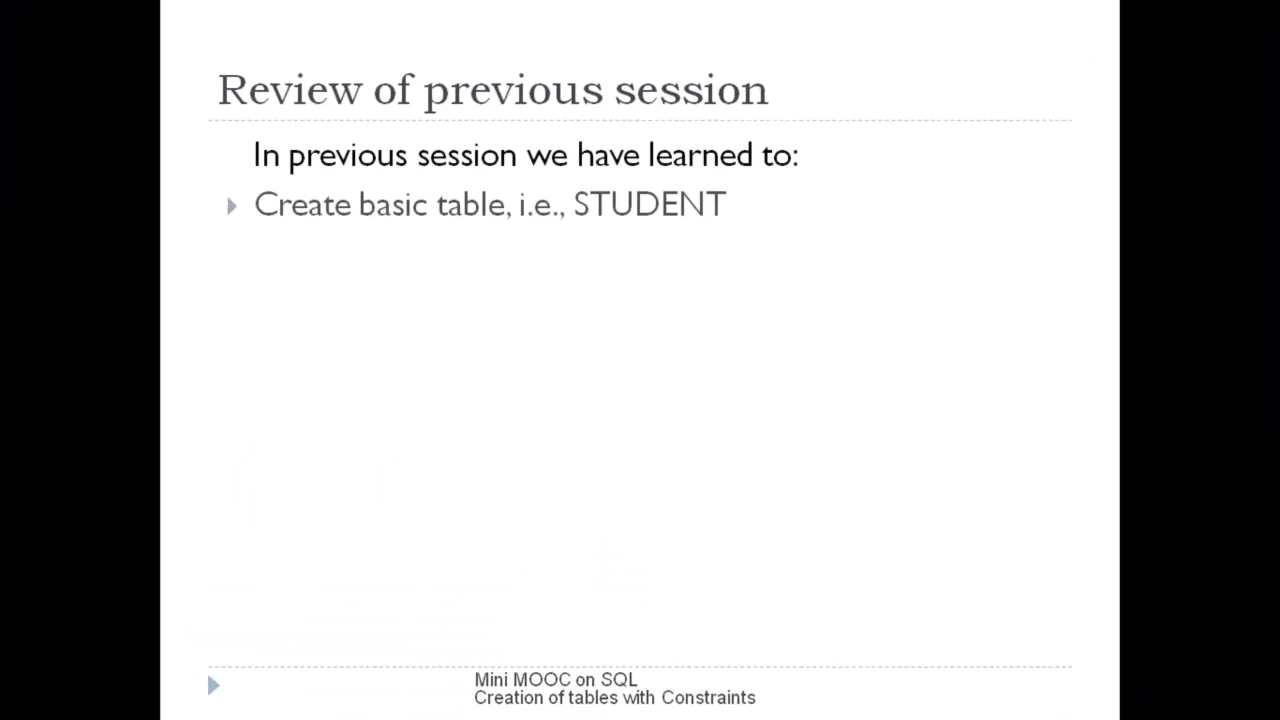 Review of previous session
In previous session we have learned to:
Create basic table, i.e., STUDENT
Mini MOOC on SQL
Creation of tables with Constraints